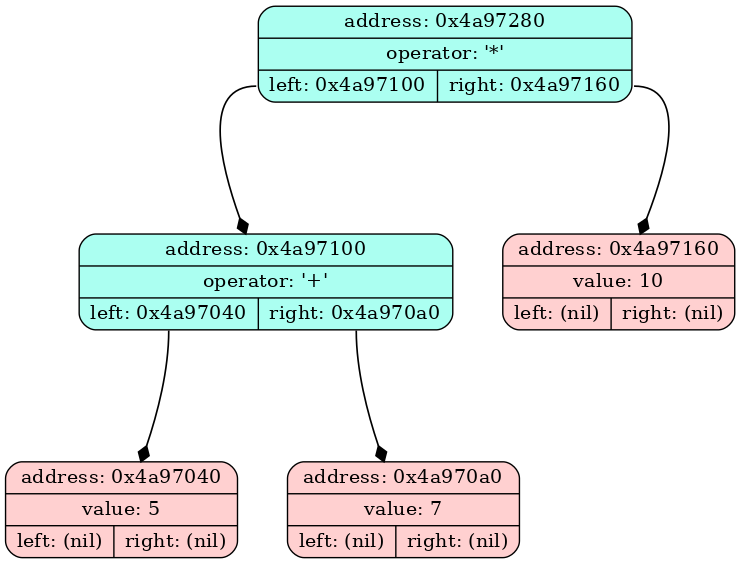 address: 0x4a97280
operator: '*'
left: 0x4a97100 right: 0x4a97160
address: 0x4a97100
operator: '+'
left: 0x4a97040 right: 0x4a970a0
address: 0x4a97160
value: 10
left: (nil) right: (nil)
address: 0x4a97040
value: 5
left: (nil) right: (nil)
address: 0x4a970a0
value: 7
left: (nil) right: (nil)